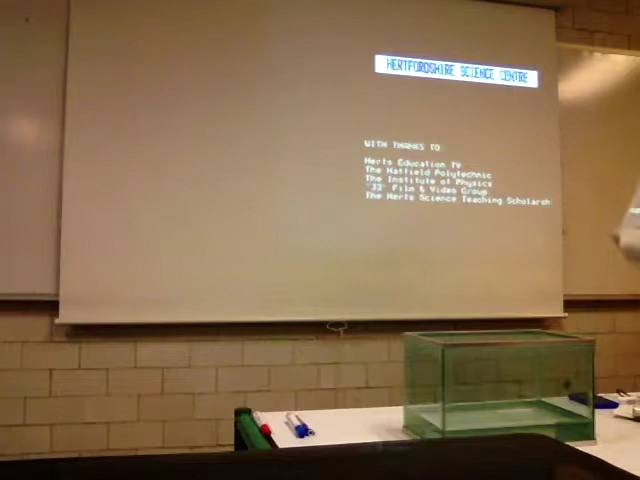 HERTFORDSHIRE SCIENCE CENTRE
WITH THANKS TO
Herts Education TV
The Hatfield Polytechnic
The Institute of Physics
'33' Film & Video Group
The Herts Science Teaching Scholarsh